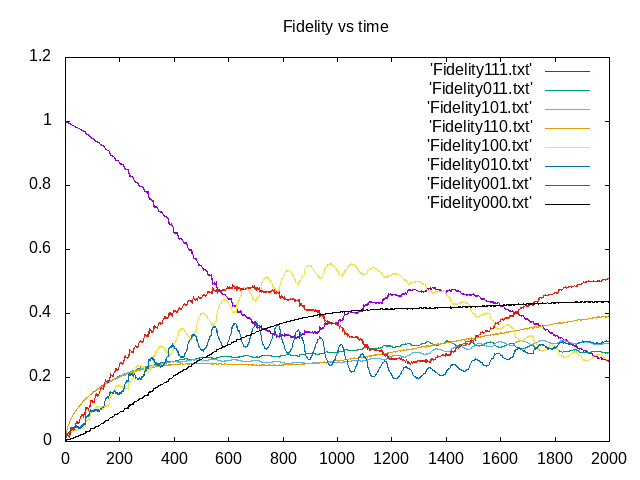 Fidelity vs time
1.2
1
0.8
0.6
0.4
0.2
0
'Fidelity111.txt'
'Fidelity011.txt'
'Fidelity101.txt'
'Fidelity110.txt'
'Fidelity100.txt'
'Fidelity010.txt'
'Fidelity001.txt'
'Fidelity000.txt'
0 200 400 600 800 1000 1200 1400 1600 1800 2000